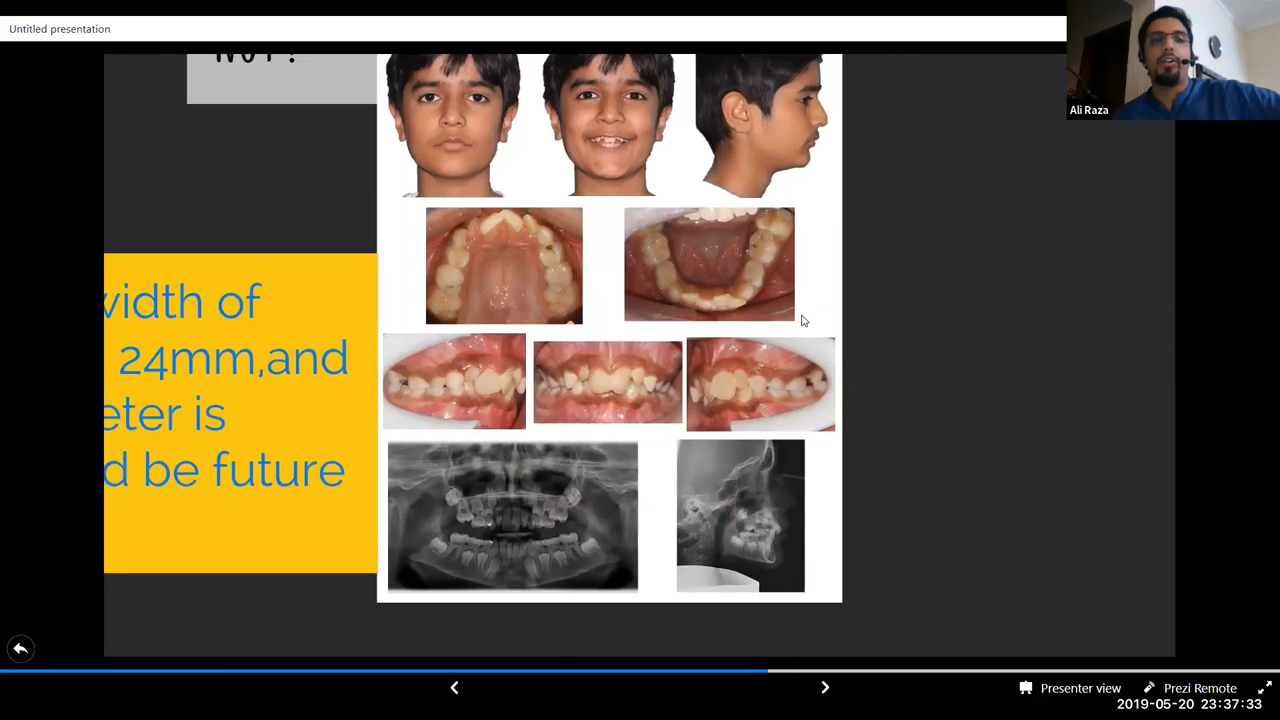 Untitled presentation
Ali Raza
width of
24mm,and
eter is
d be future
Presenter view
Prezi Remote
2019-05-20 23:37:33